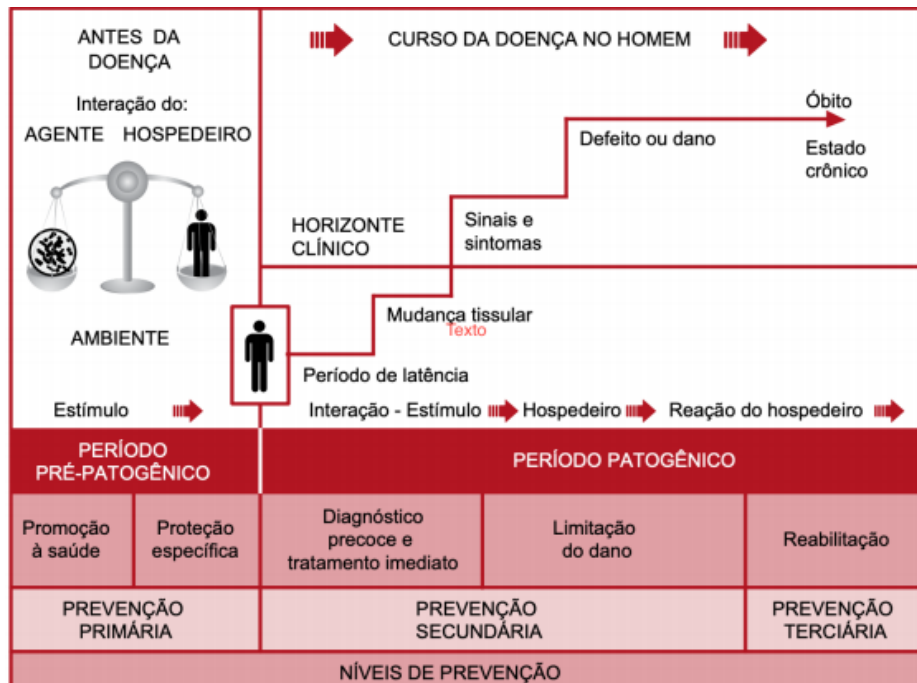 ANTES DA
DOENÇA
Interação do:
AGENTE HOSPEDEIRO
AMBIENTE
Estímulo
CURSO DA DOENÇA NO HOMEM
Óbito
Defeito ou dano
Estado
crônico
Sinais e
sintomas
HORIZONTE
CLÍNICO
Mudança tissular
Texto
Período de latência
Interação - Estímulo
Hospedeiro
Reação do hospedeiro
PERÍODO
PRÉ-PATOGÊNICO
PERÍODO PATOGÊNICO
Promoção
à saúde
Proteção
específica
Diagnóstico
precoce e
tratamento imediato
Limitação
do dano
Reabilitação
PREVENÇÃO
PRIMÁRIA
PREVENÇÃO
SECUNDÁRIA
PREVENÇÃO
TERCIÁRIA
NÍVEIS DE PREVENÇÃO